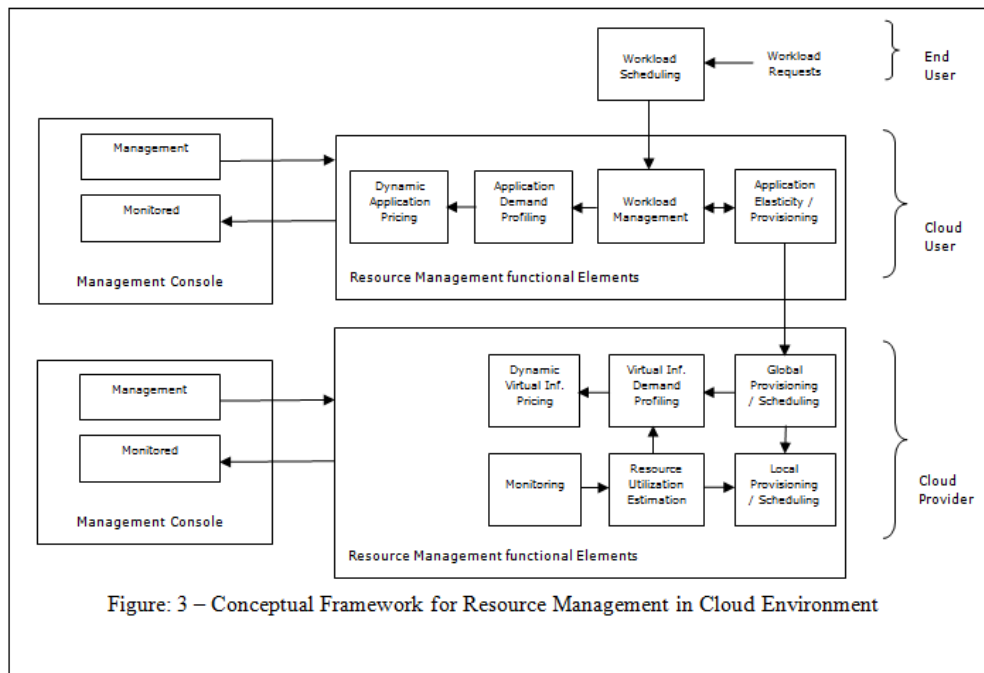 Workload
Scheduling
Workload
Requests
End
User
Management
Monitored
Management Console
Dynamic
Application
Pricing
Application
Demand
Profiling
Workload
Management
Application
Elasticity /
Provisioning
Resource Management functional Elements
Cloud
User
Management
Monitored
Management Console
Dynamic
Virtual Inf.
Pricing
Virtual Inf.
Demand
Profiling
Global
Provisioning
/ Scheduling
Monitoring
Resource
Utilization
Estimation
Local
Provisioning
/ Scheduling
Resource Management functional Elements
Cloud
Provider
Figure: 3 – Conceptual Framework for Resource Management in Cloud Environment